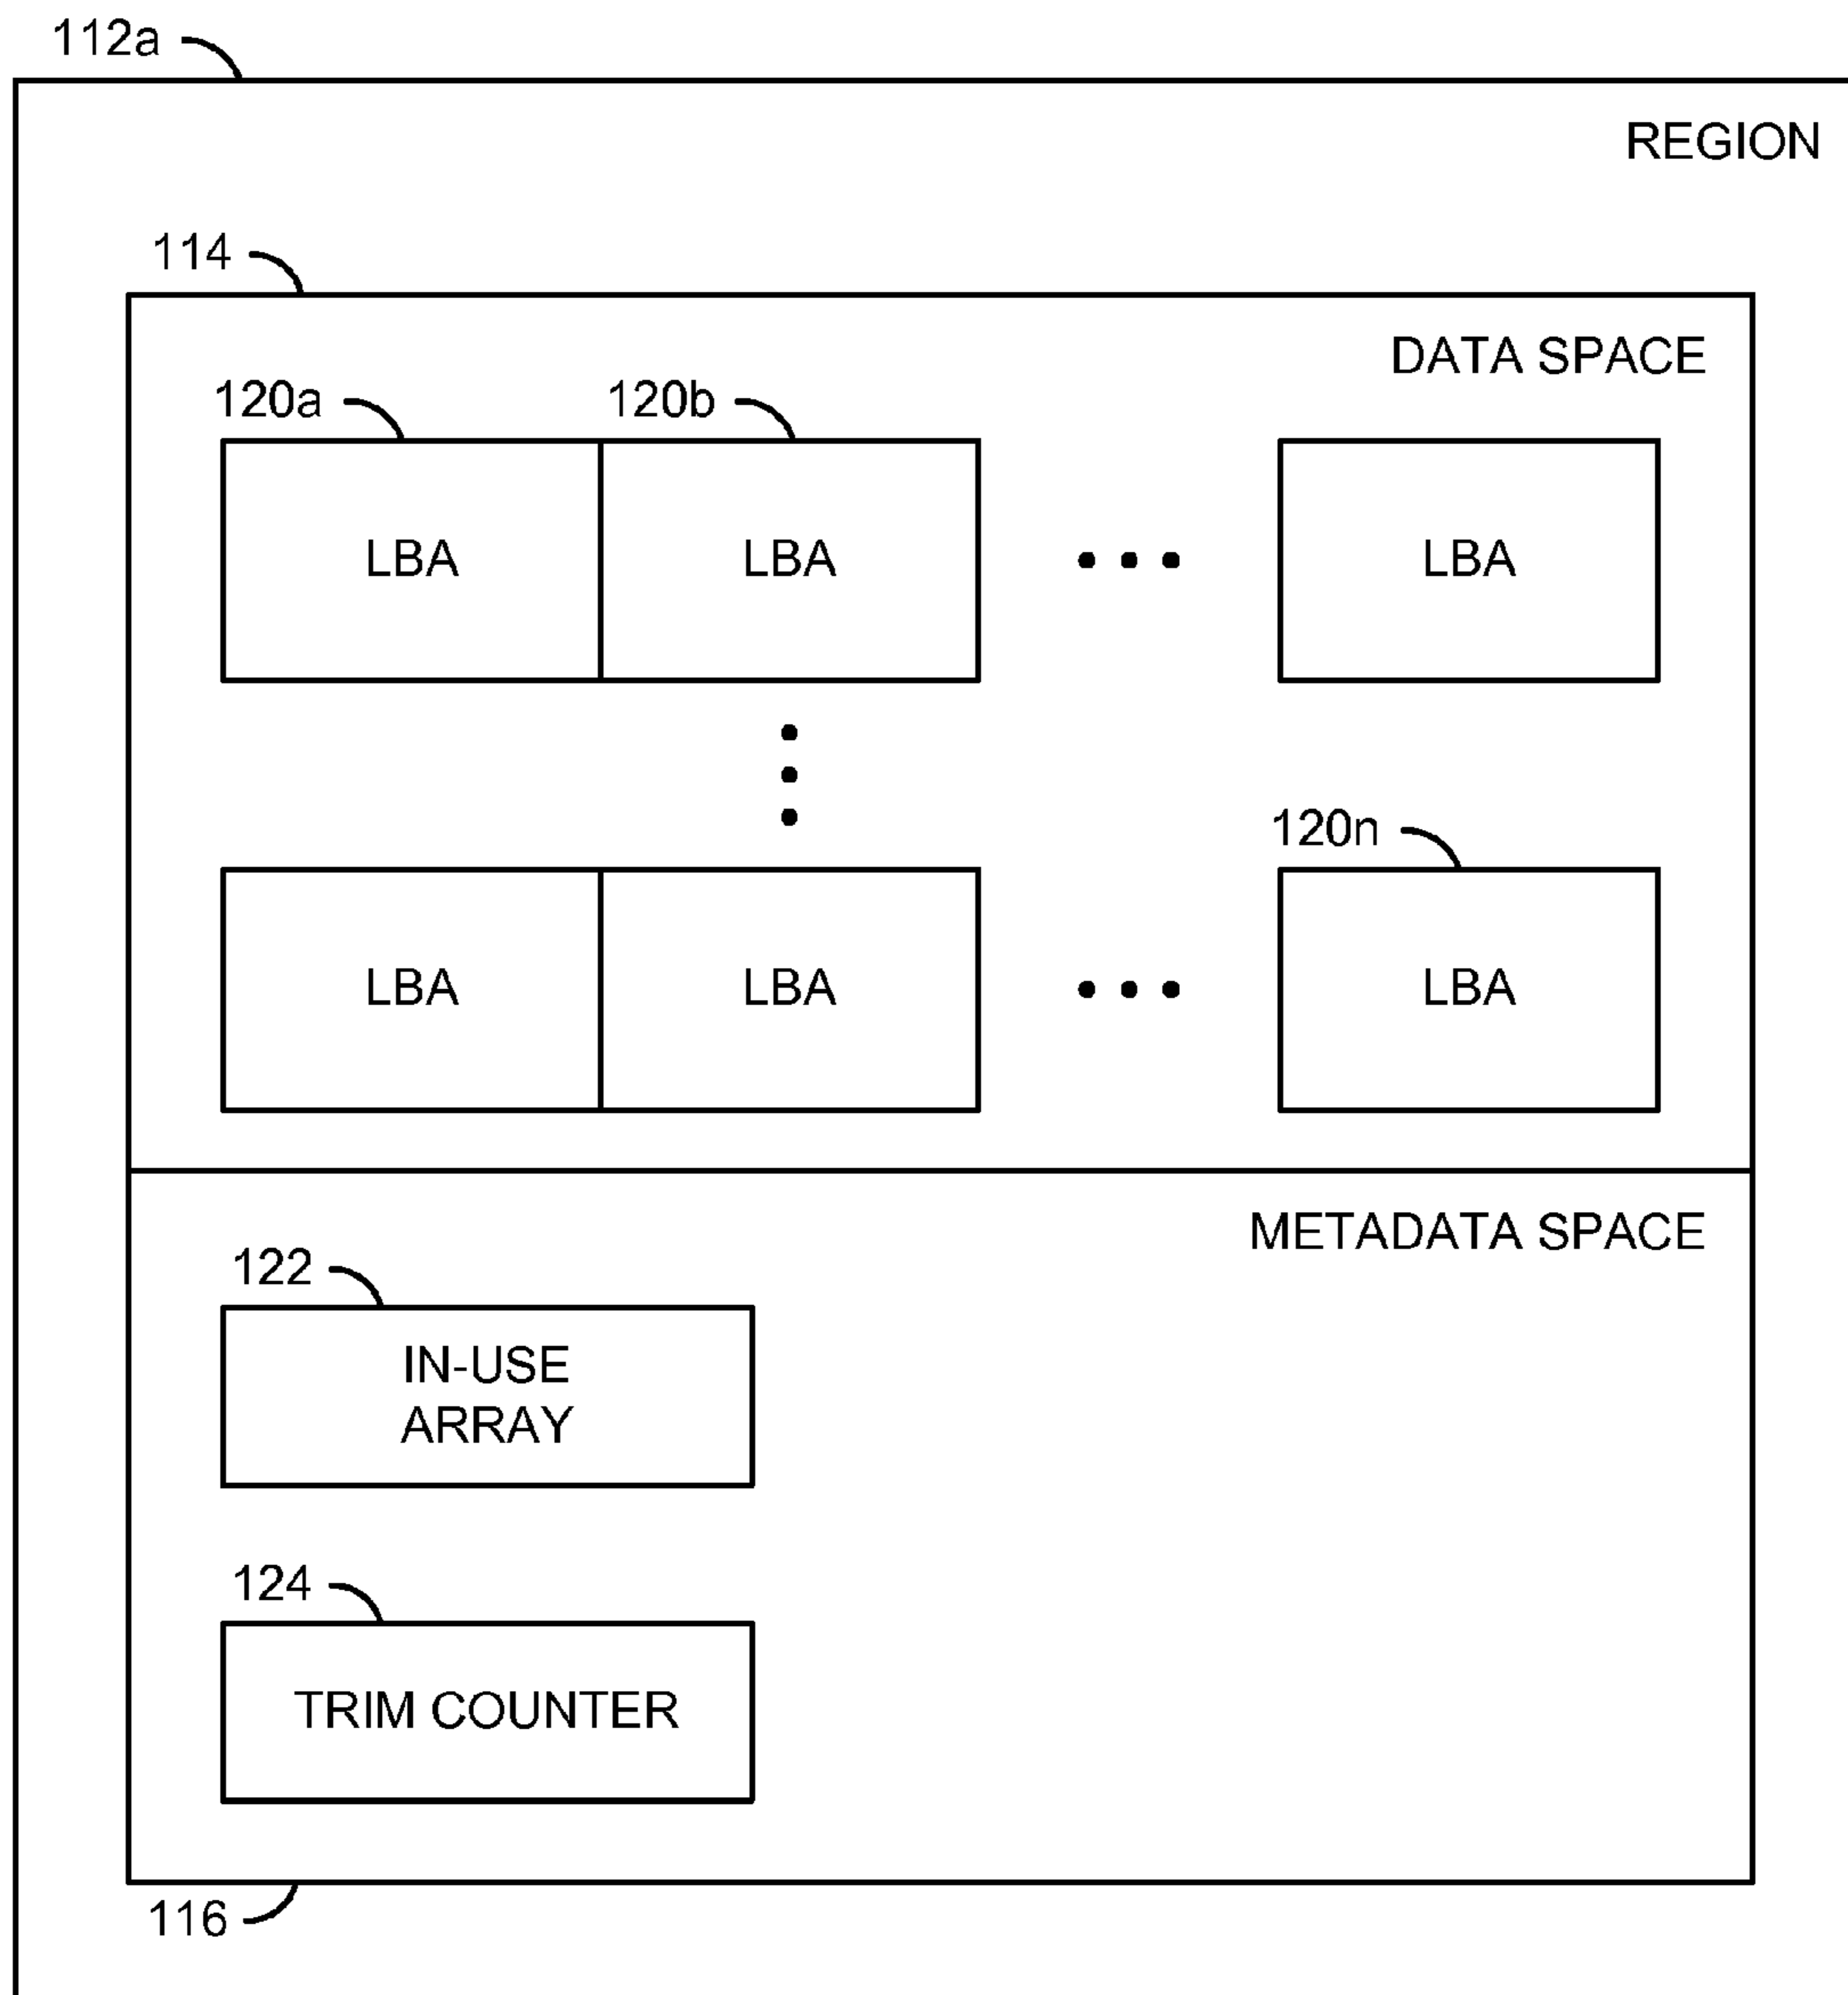 112a
REGION
114
DATA SPACE
120a 120b
LBA LBA LBA
120n
LBA LBA LBA
METADATA SPACE
122
IN-USE
ARRAY
124
TRIM COUNTER
116